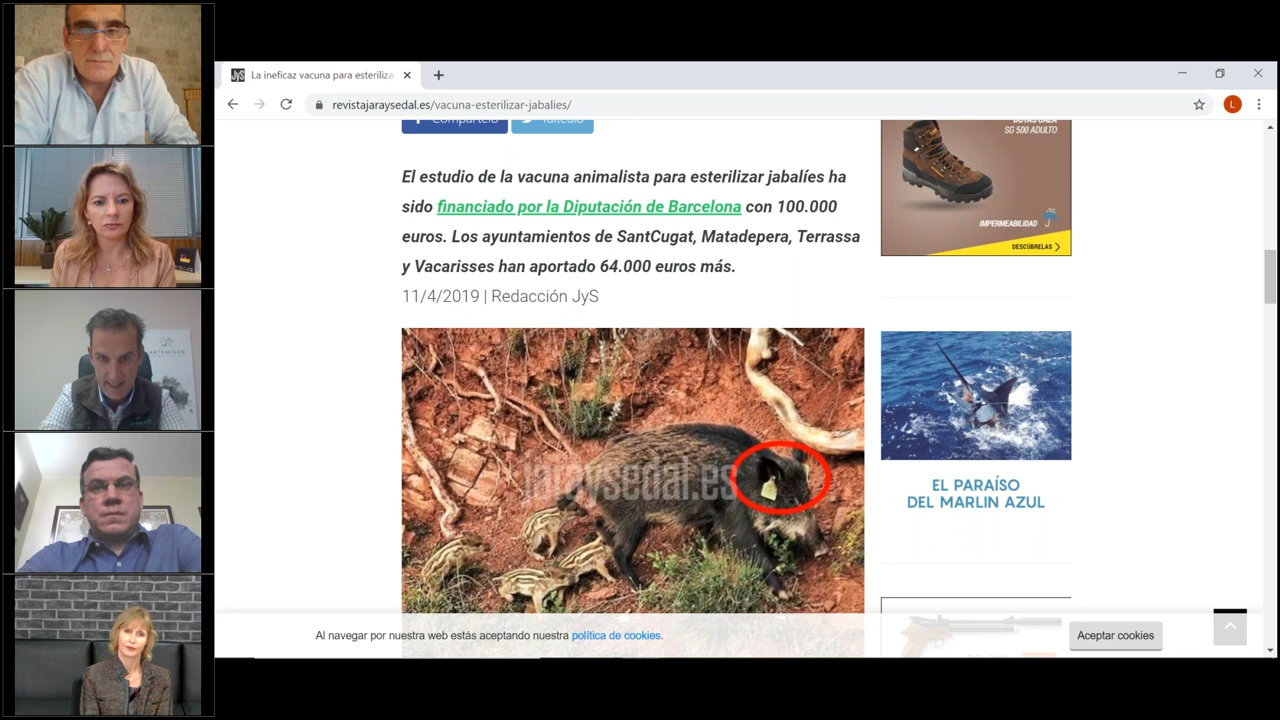 La ineficaz vacuna para esteriliza
revistajaraysedal.es/vacuna-esterilizar-jabalies/
L
El estudio de la vacuna animalista para esterilizar jabalíes ha
sido financiado por la Diputación de Barcelona con 100.000
euros. Los ayuntamientos de SantCugat, Matadepera, Terrassa
y Vacarisses han aportado 64.000 euros más.
11/4/2019 | Redacción JyS
jaraysedal.es
SG 500 ADULTO
IMPERMEABILIDAD
DESCÚBRELAS
EL PARAÍSO
DEL MARLIN AZUL
Al navegar por nuestra web estás aceptando nuestra política de cookies.
Aceptar cookies